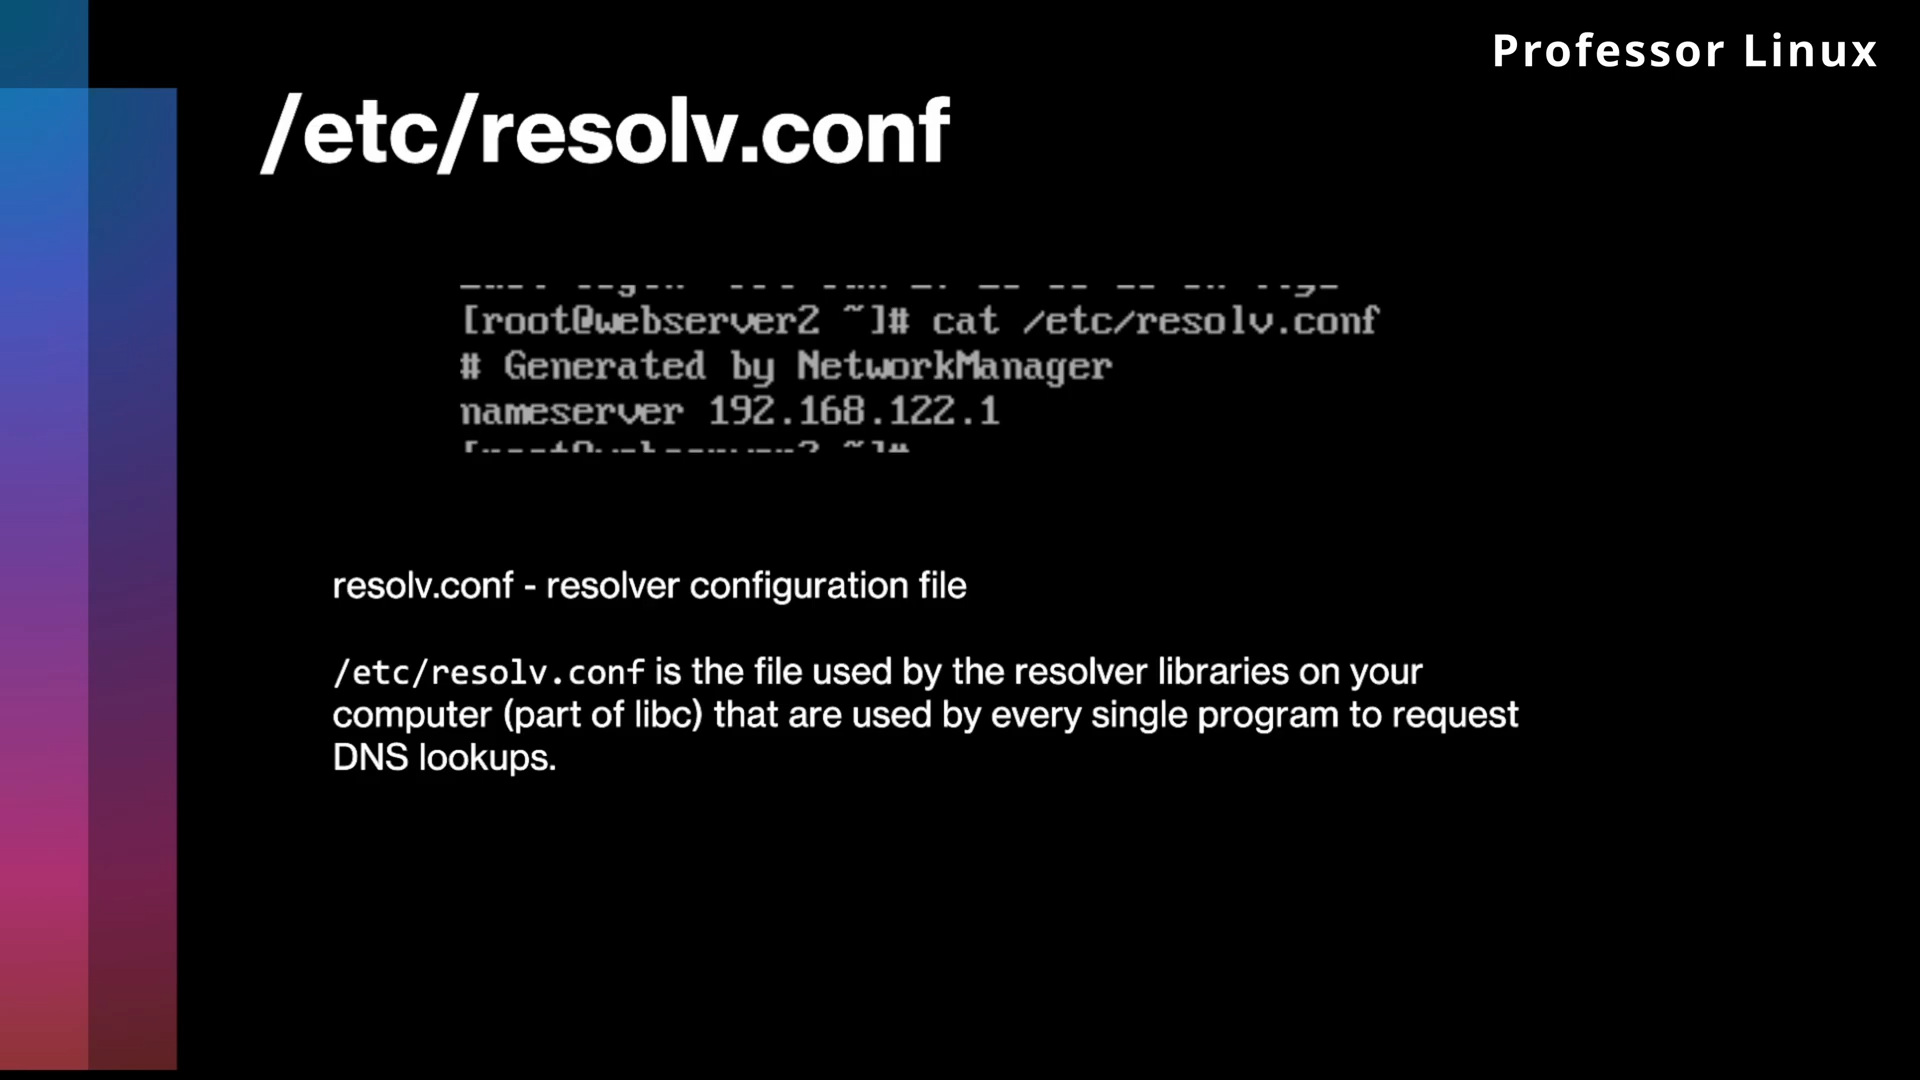 Professor Linux
/etc/resolv.conf
[root@webserver2 ~]# cat /etc/resolv.conf
# Generated by NetworkManager
nameserver 192.168.122.1
[root@webserver2 ~]#
resolv.conf - resolver configuration file
/etc/resolv.conf is the file used by the resolver libraries on your
computer (part of libc) that are used by every single program to request
DNS lookups.